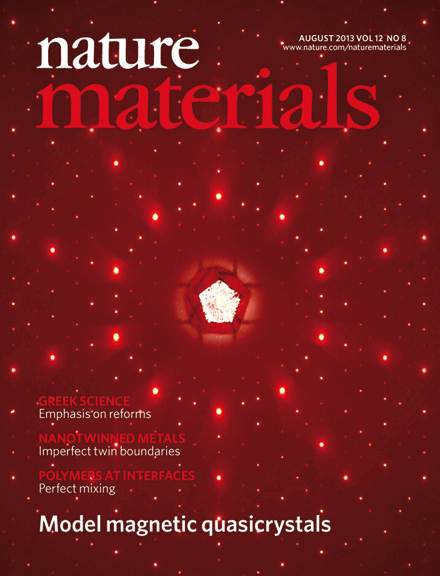 nature
materials
AUGUST 2013 VOL 12 NO 8
www.nature.com/naturematerials
GREEK SCIENCE
Emphasis on reforms
NANOTWINNED METALS
Imperfect twin boundaries
POLYMERS AT INTERFACES
Perfect mixing
Model magnetic quasicrystals